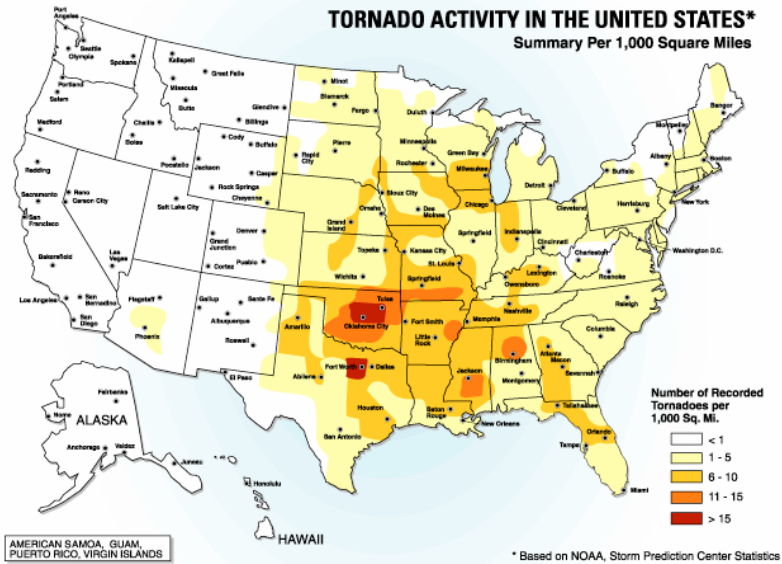 TORNADO ACTIVITY IN THE UNITED STATES*
Summary Per 1,000 Square Miles
Port
Angeles
Seattle
Olympia
Spokane
Portland
Salem
Medford
Kalispell
Great Falls
Missoula
Butte
Glendive
Billings
Challis
Boise
Pocatello
Cody
Buffalo
Jackson
Casper
Rock Springs
Cheyenne
Minot
Bismarck
Fargo
Pierre
Rapid
City
Duluth
Minneapolis
Rochester
Green Bay
Milwaukee
Sioux City
Des
Moines
Omaha
Grand
Island
Chicago
Detroit
Cleveland
Buffalo
Albany
Montpelier
Bangor
Boston
New York
Harrisburg
Washington D.C.
Redding
Sacramento
San
Francisco
Reno
Carson City
Bakersfield
Las
Vegas
Los Angeles
San
Bernadino
San
Diego
Salt Lake City
Denver
Grand
Junction
Pueblo
Cortez
Flagstaff
Phoenix
Gallup
Santa Fe
Albuquerque
Roswell
El Paso
Topeka
Kansas City
Wichita
St. Louis
Springfield
Springfield
Indianapolis
Cincinnati
Charleston
Lexington
Owensboro
Roanoke
Raleigh
Nashville
Memphis
Tulsa
Oklahoma City
Fort Smith
Little
Rock
Amarillo
Abilene
Fort Worth
Dallas
Houston
San Antonio
Jackson
Baton
Rouge
New Orleans
Birmingham
Montgomery
Atlanta
Macon
Savannah
Columbia
Tallahassee
Orlando
Tampa
Miami
Fairbanks
Nome
ALASKA
Anchorage
Valdez
Juneau
Honolulu
HAWAII
Number of Recorded
Tornadoes per
1,000 Sq. Mi.
< 1
1 - 5
6 - 10
11 - 15
> 15
AMERICAN SAMOA, GUAM,
PUERTO RICO, VIRGIN ISLANDS
* Based on NOAA, Storm Prediction Center Statistics